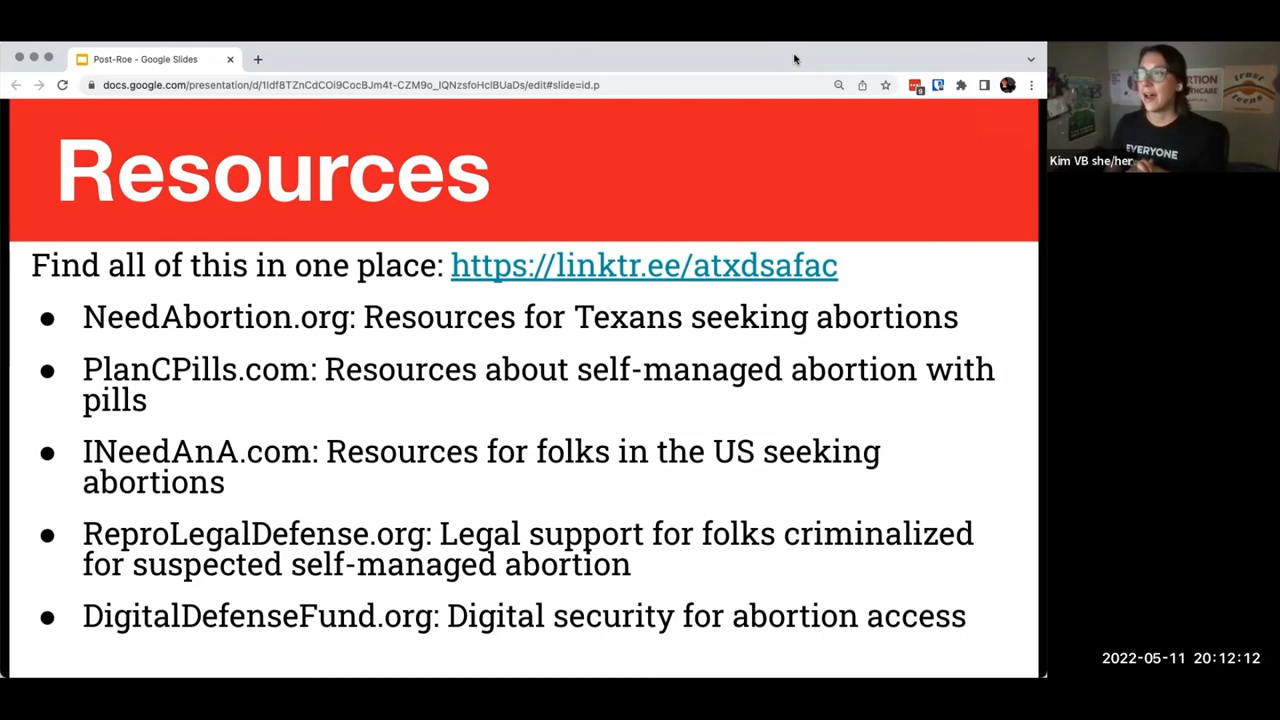 Post-Roe - Google Slides
docs.google.com/presentation/d/1ldf8TZnCdCOi9CocBJm4t-CZM9o_lQNzsfoHclBUaDs/edit#slide=id.p
Resources
Find all of this in one place: https://linktr.ee/atxdsafac
● NeedAbortion.org: Resources for Texans seeking abortions
● PlanCPills.com: Resources about self-managed abortion with
pills
● INeedAnA.com: Resources for folks in the US seeking
abortions
● ReproLegalDefense.org: Legal support for folks criminalized
for suspected self-managed abortion
● DigitalDefenseFund.org: Digital security for abortion access
trust
teens
EVERYONE
Kim VB she/her
2022-05-11 20:12:12